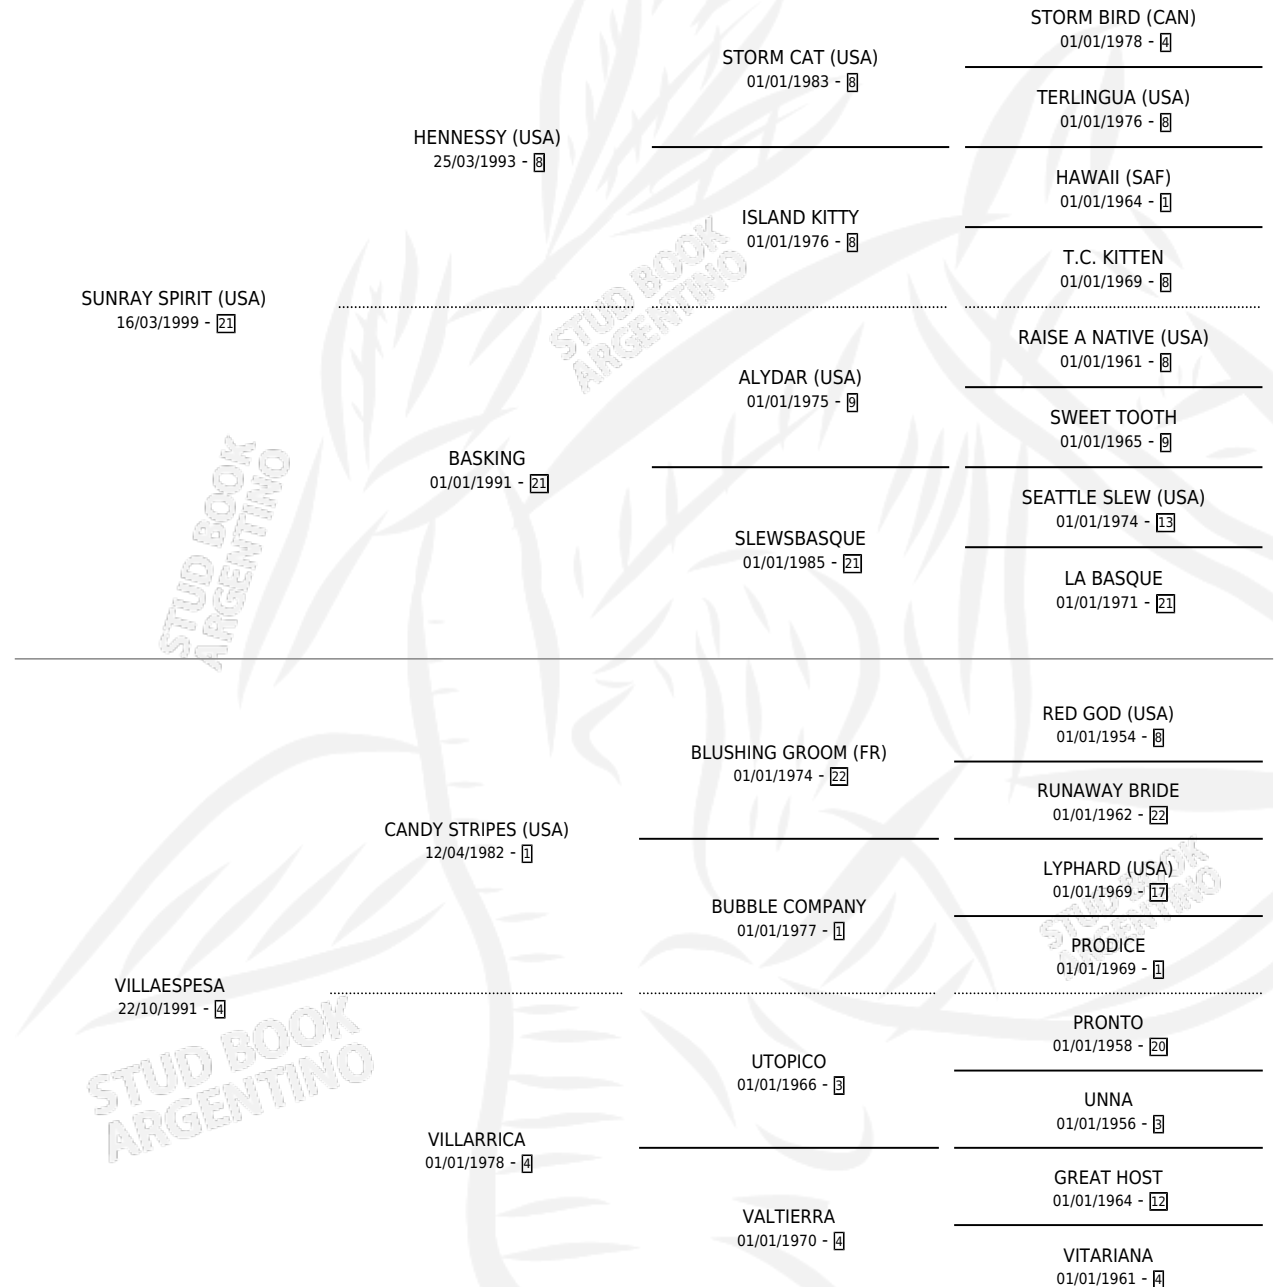 STORM BIRD (CAN)
01/01/1978 - 4
STORM CAT (USA)
01/01/1983 - 8
TERLINGUA (USA)
01/01/1976 - 8
HENNESSY (USA)
25/03/1993 - 8
HAWAII (SAF)
01/01/1964 - 1
ISLAND KITTY
01/01/1976 - 8
T.C. KITTEN
01/01/1969 - 8
SUNRAY SPIRIT (USA)
16/03/1999 - 21
RAISE A NATIVE (USA)
01/01/1961 - 8
ALYDAR (USA)
01/01/1975 - 9
SWEET TOOTH
01/01/1965 - 9
BASKING
01/01/1991 - 21
SEATTLE SLEW (USA)
01/01/1974 - 13
SLEWSBASQUE
01/01/1985 - 21
LA BASQUE
01/01/1971 - 21
RED GOD (USA)
01/01/1954 - 8
BLUSHING GROOM (FR)
01/01/1974 - 22
RUNAWAY BRIDE
01/01/1962 - 22
CANDY STRIPES (USA)
12/04/1982 - 1
LYPHARD (USA)
01/01/1969 - 17
BUBBLE COMPANY
01/01/1977 - 1
PRODICE
01/01/1969 - 1
VILLAESPESA
22/10/1991 - 4
PRONTO
01/01/1958 - 20
UTOPICO
01/01/1966 - 3
UNNA
01/01/1956 - 3
VILLARRICA
01/01/1978 - 4
GREAT HOST
01/01/1964 - 12
VALTIERRA
01/01/1970 - 4
VITARIANA
01/01/1961 - 4
STUD BOOK
ARGENTINO
STUD BOOK
ARGENTINO
STUD BOOK
ARGENTINO
STUD BOOK
ARGENTINO